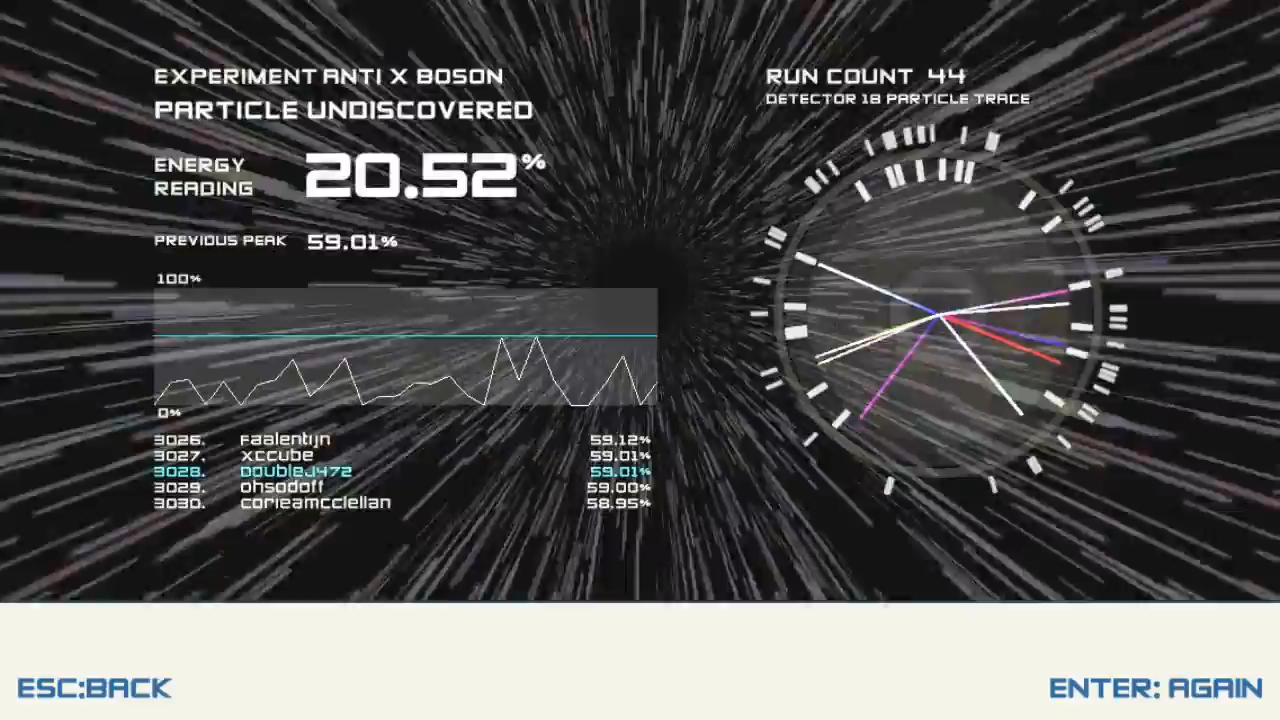 EXPERIMENT ANTI X BOSON
PARTICLE UNDISCOVERED
ENERGY READING 20.52%
PREVIOUS PEAK 59.01%
100%
0%
3026. Faalentijn 59.12%
3027. xccube 59.01%
3028. DoubleJ472 59.01%
3029. ohsodoff 59.00%
3030. corieamcclellan 58.95%
RUN COUNT 44
DETECTOR 18 PARTICLE TRACE
ESC:BACK
ENTER: AGAIN